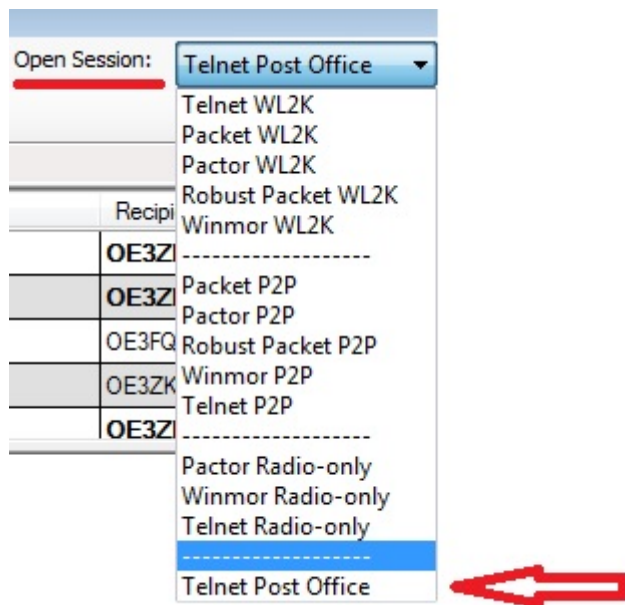 Open Session: Telnet Post Office
Telnet WL2K
Packet WL2K
Pactor WL2K
Robust Packet WL2K
Winmor WL2K
-------------------
Packet P2P
Pactor P2P
Robust Packet P2P
Winmor P2P
Telnet P2P
-------------------
Pactor Radio-only
Winmor Radio-only
Telnet Radio-only
-------------------
Telnet Post Office
Recipi
OE3Z
OE3Z
OE3FQ
OE3ZK
OE3Z